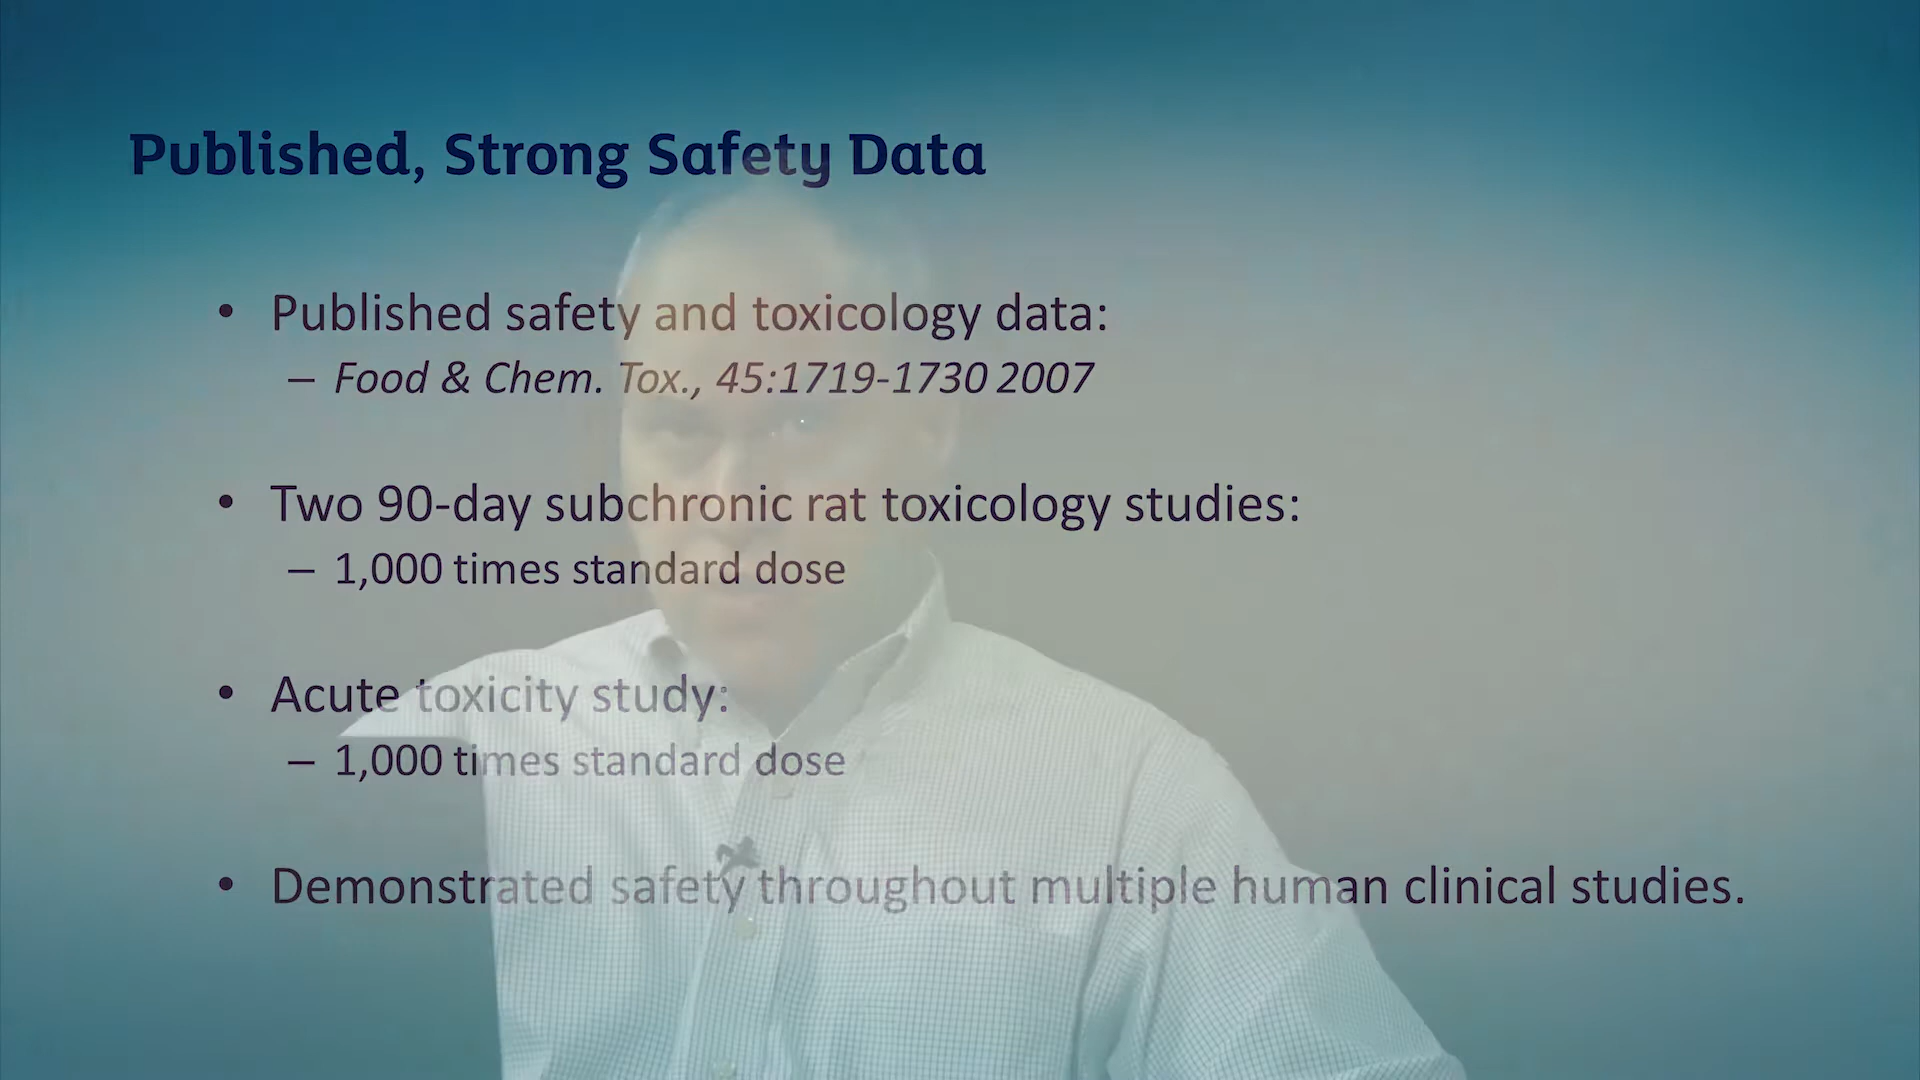 Published, Strong Safety Data
• Published safety and toxicology data:
– Food & Chem. Tox., 45:1719-1730 2007
• Two 90-day subchronic rat toxicology studies:
– 1,000 times standard dose
• Acute toxicity study:
– 1,000 times standard dose
• Demonstrated safety throughout multiple human clinical studies.